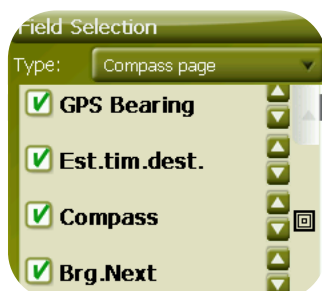 Field Selection
Type: Compass page
GPS Bearing
Est.tim.dest.
Compass
Brg.Next